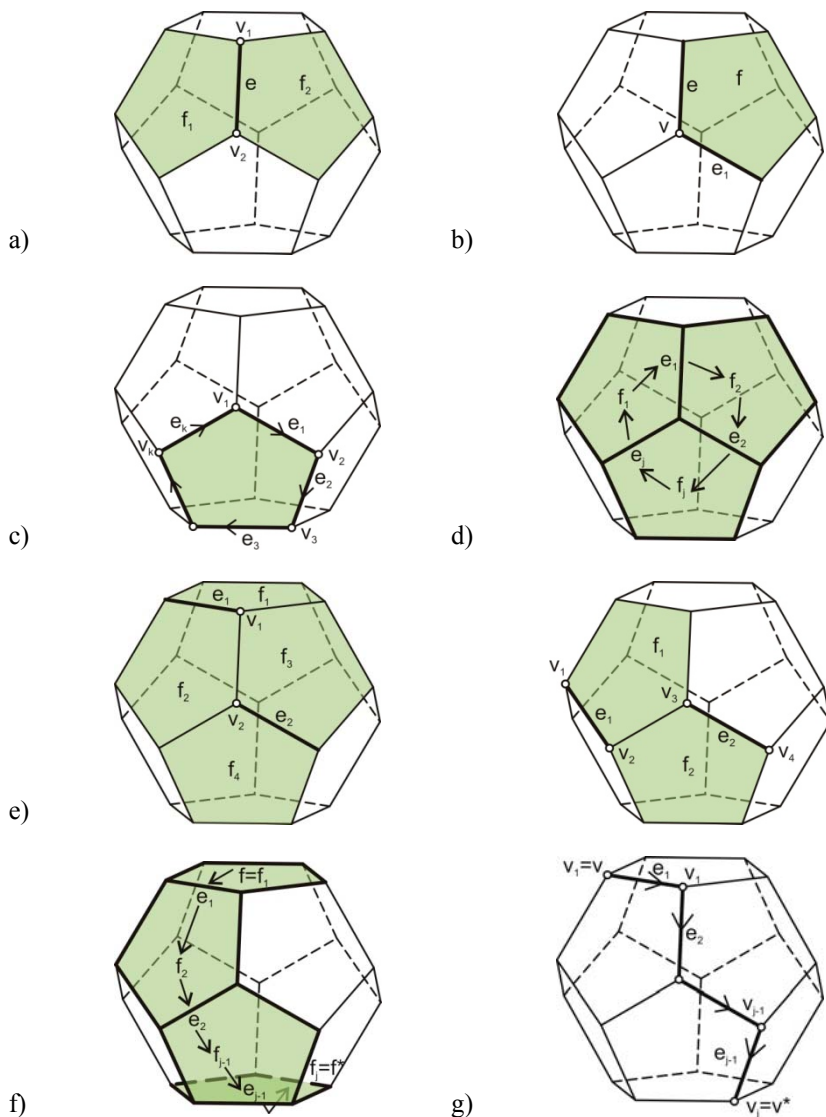 v1
e
f2
f1
v2
a)
e
f
v
e1
b)
v1
ek
e1
vk
v2
e2
v3
e3
c)
e1
f1
f2
e2
ej
fj
d)
e1
f1
v1
f3
f2
v2
e2
f4
e)
f1
v1
v3
e1
e2
v2
v4
f2
f=f1
e1
f2
e2
fj-1
fj=f*
ej-1
f)
v1=v
e1
v1
e2
vj-1
ej-1
vj=v*
g)